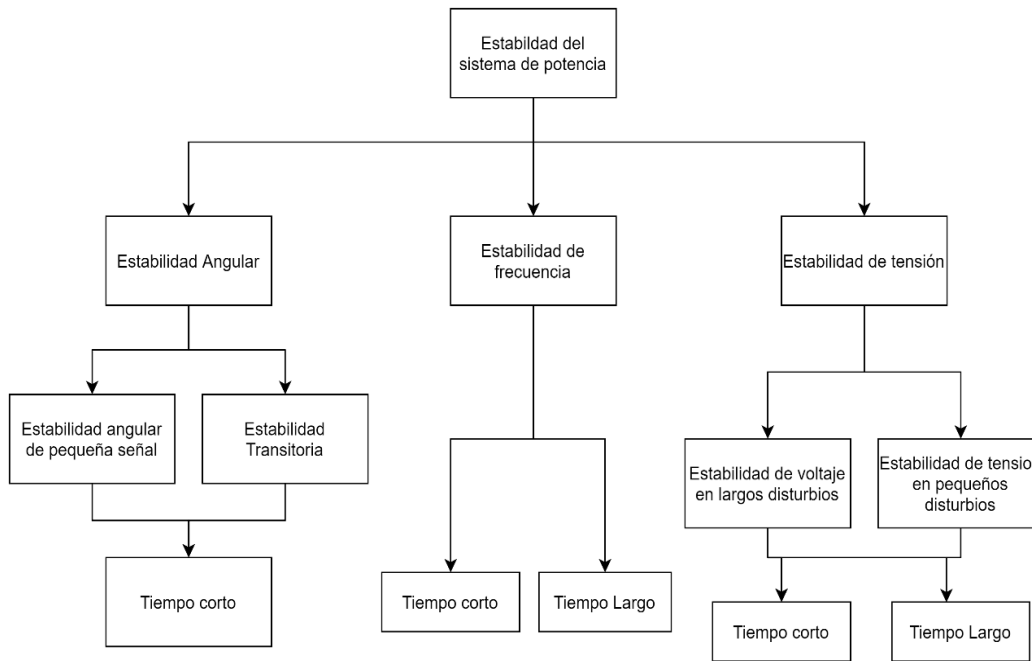 Estabildad del
sistema de potencia
Estabilidad Angular
Estabilidad de
frecuencia
Estabilidad de tensión
Estabilidad angular
de pequeña señal
Estabilidad
Transitoria
Estabilidad de voltaje
en largos disturbios
Estabilidad de tensio
en pequeños
disturbios
Tiempo corto
Tiempo corto
Tiempo Largo
Tiempo corto
Tiempo Largo